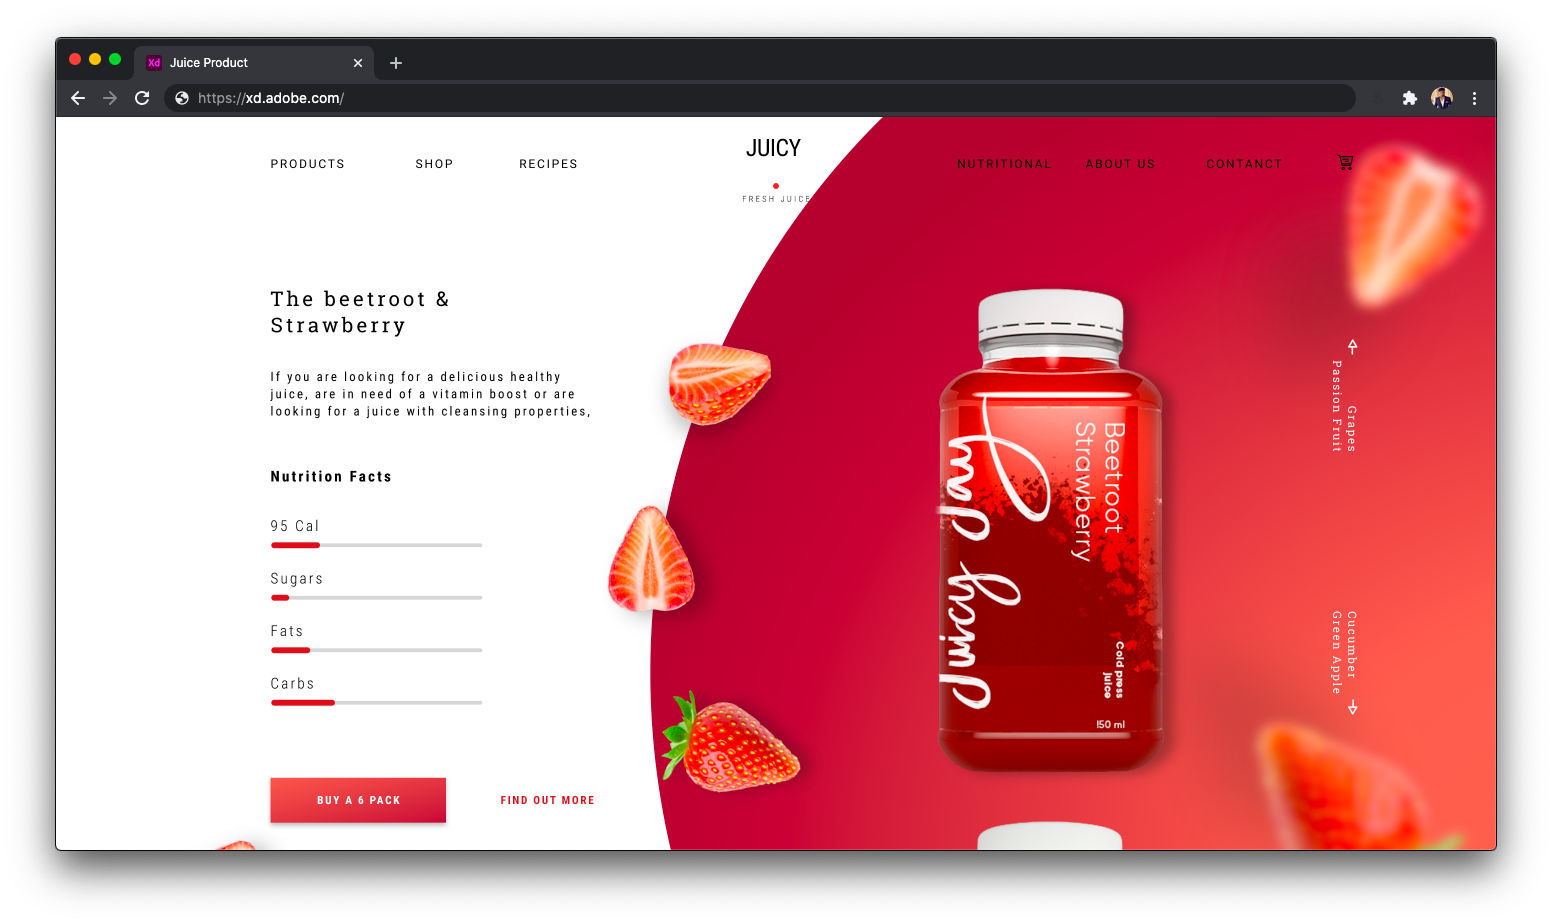 Xd Juice Product
https://xd.adobe.com/
PRODUCTS SHOP RECIPES JUICY NUTRITIONAL ABOUT US CONTANCT
FRESH JUICE
The beetroot &
Strawberry
If you are looking for a delicious healthy
juice, are in need of a vitamin boost or are
looking for a juice with cleansing properties,
Nutrition Facts
95 Cal
Sugars
Fats
Carbs
BUY A 6 PACK FIND OUT MORE
Beetroot
Strawberry
Cold press
juice
150 ml
Grapes
Passion Fruit
Cucumber
Green Apple